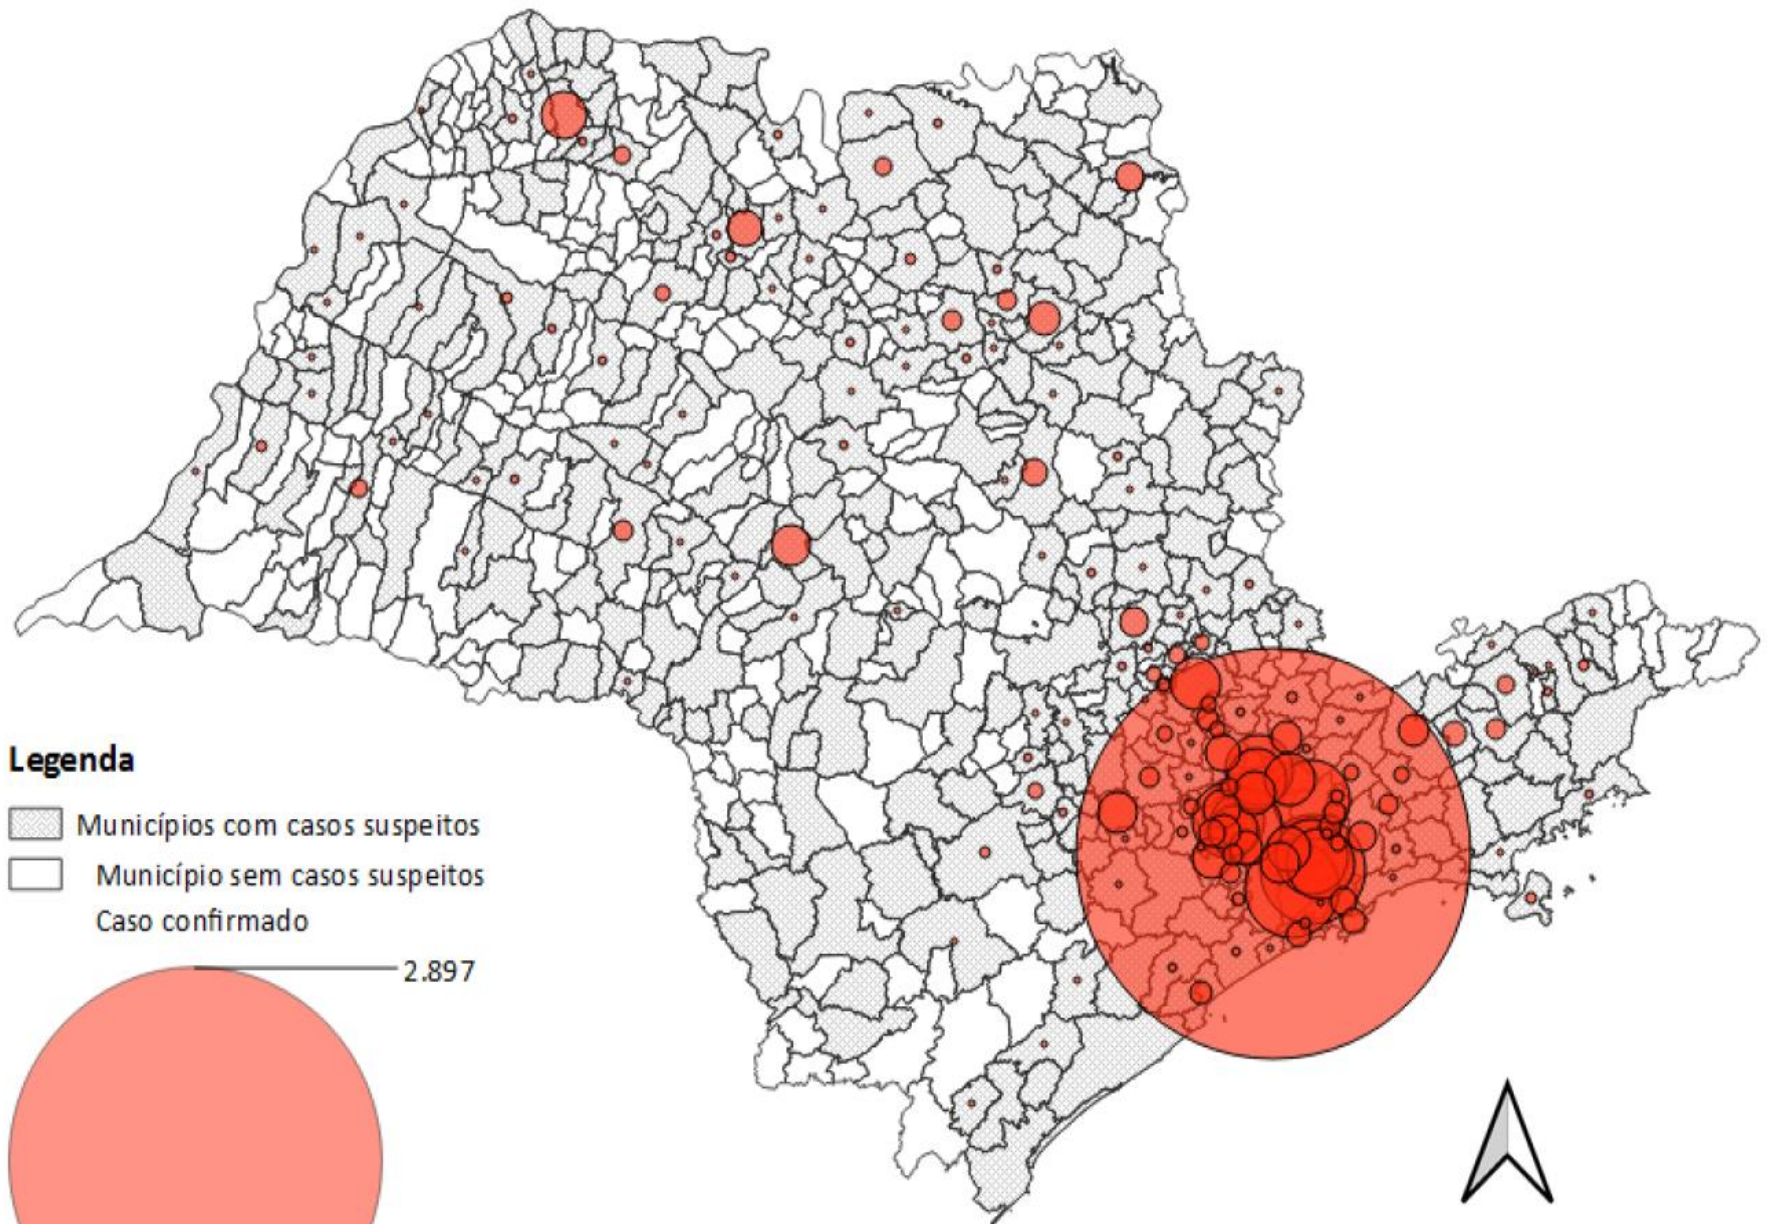 Legenda
Municípios com casos suspeitos
Município sem casos suspeitos
Caso confirmado
2.897